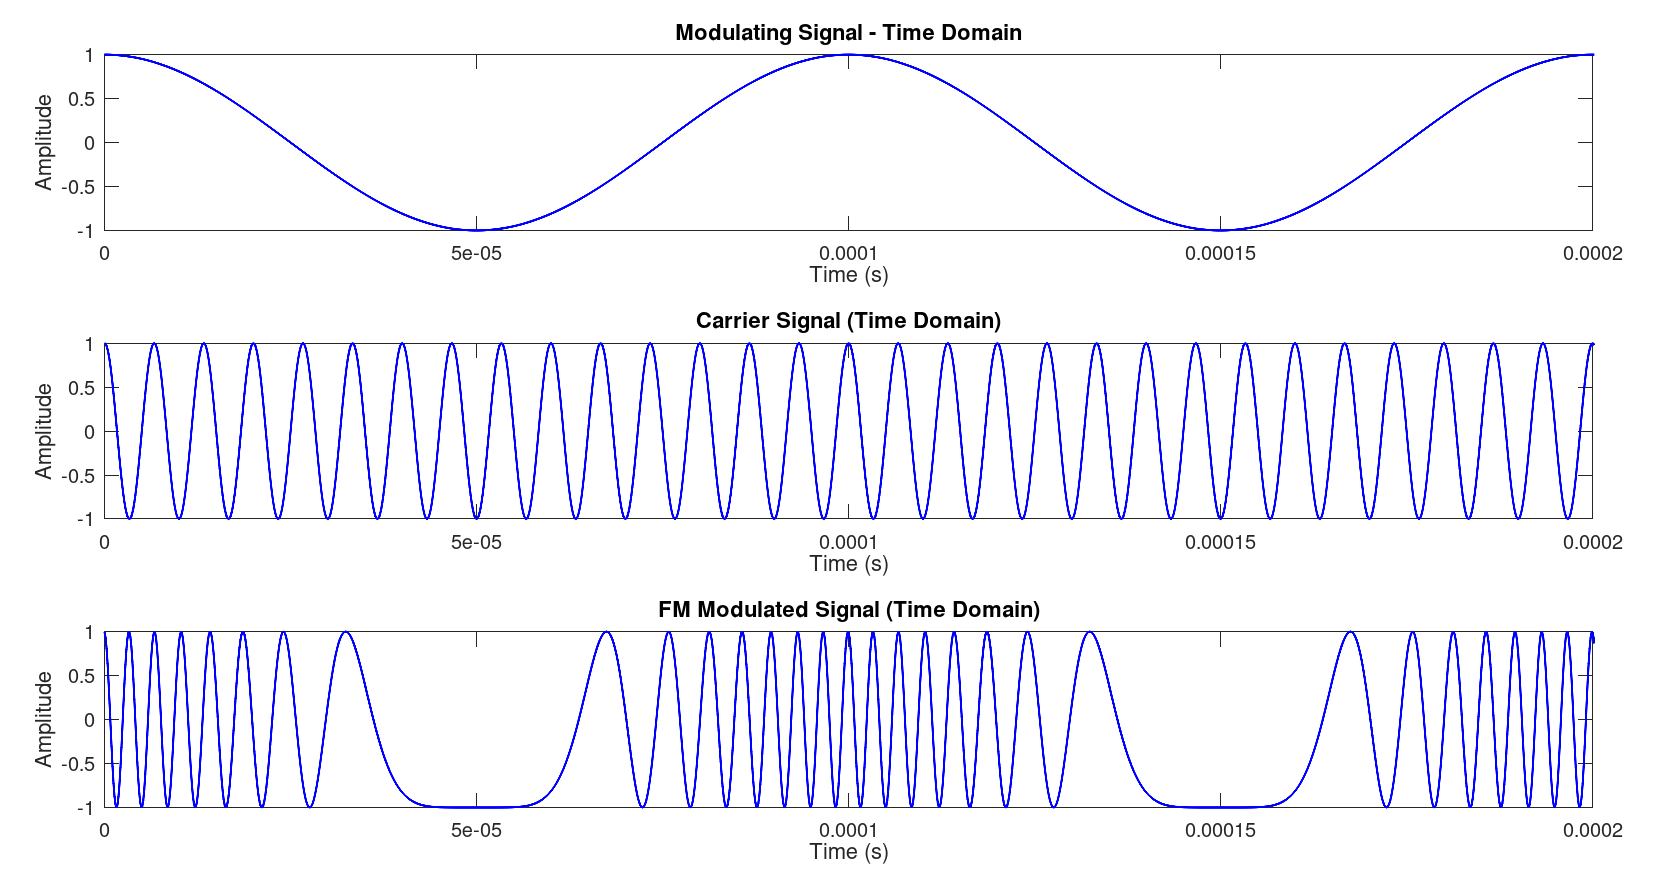 Modulating Signal - Time Domain
1
0.5
0
-0.5
-1
Amplitude
0 5e-05 0.0001 0.00015 0.0002
Time (s)
Carrier Signal (Time Domain)
1
0.5
0
-0.5
-1
Amplitude
0 5e-05 0.0001 0.00015 0.0002
Time (s)
FM Modulated Signal (Time Domain)
1
0.5
0
-0.5
-1
Amplitude
0 5e-05 0.0001 0.00015 0.0002
Time (s)